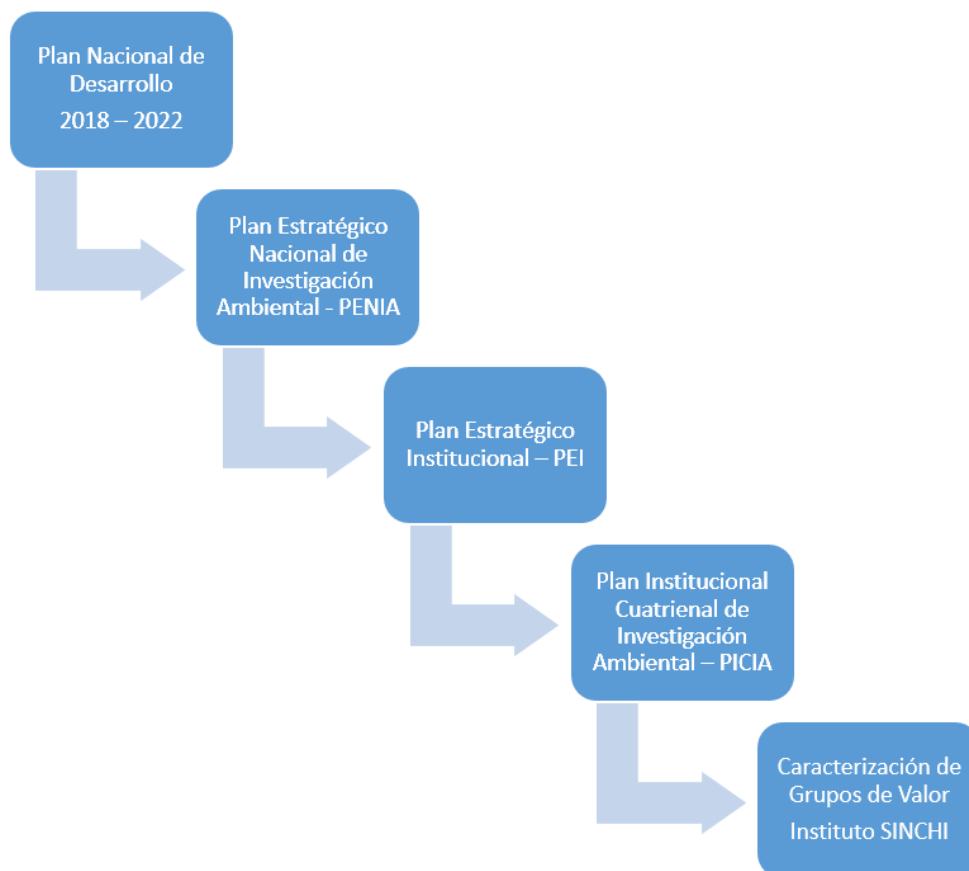 Plan Nacional de
Desarrollo
2018 – 2022
Plan Estratégico
Nacional de
Investigación
Ambiental - PENIA
Plan Estratégico
Institucional – PEI
Plan Institucional
Cuatrienal de
Investigación
Ambiental – PICIA
Caracterización de
Grupos de Valor
Instituto SINCHI